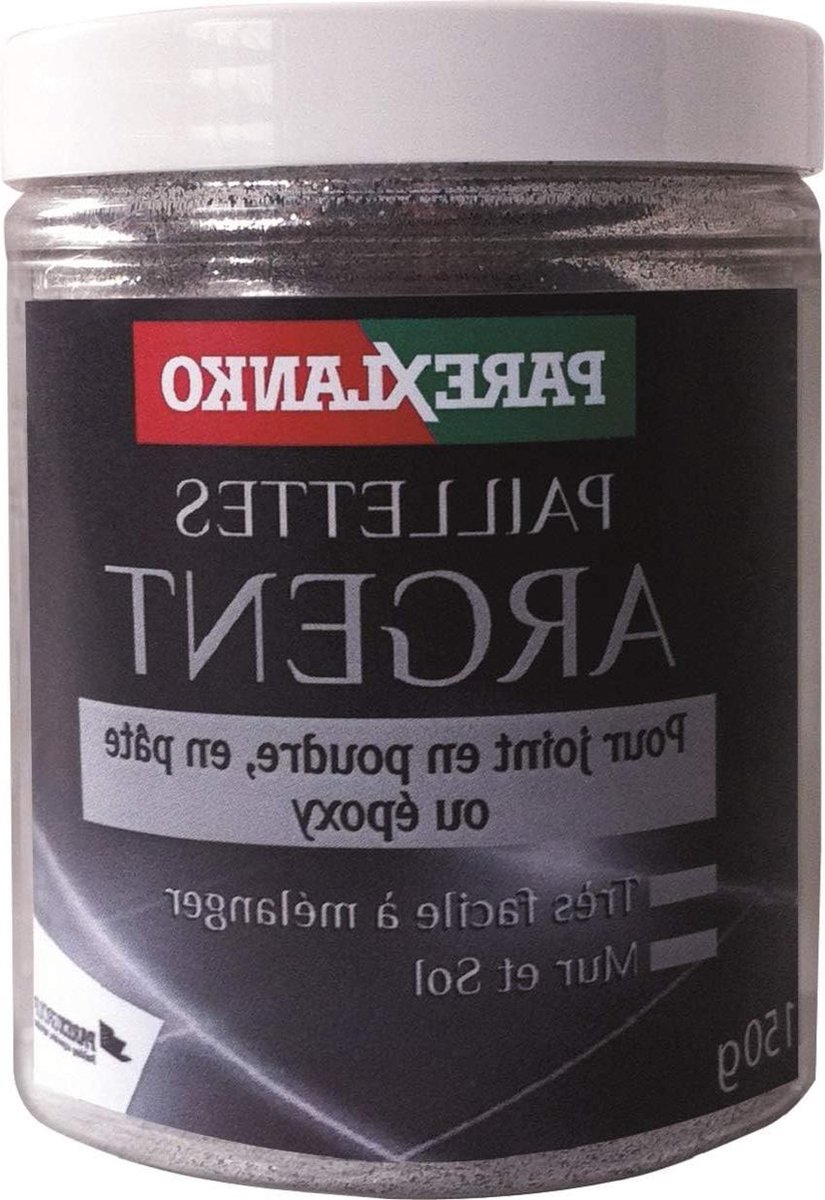 PAREXLANKO
PAILLETTES
ARGENT
Pour joint en poudre, en pâte
ou époxy
Très facile à mélanger
Mur et Sol
150g